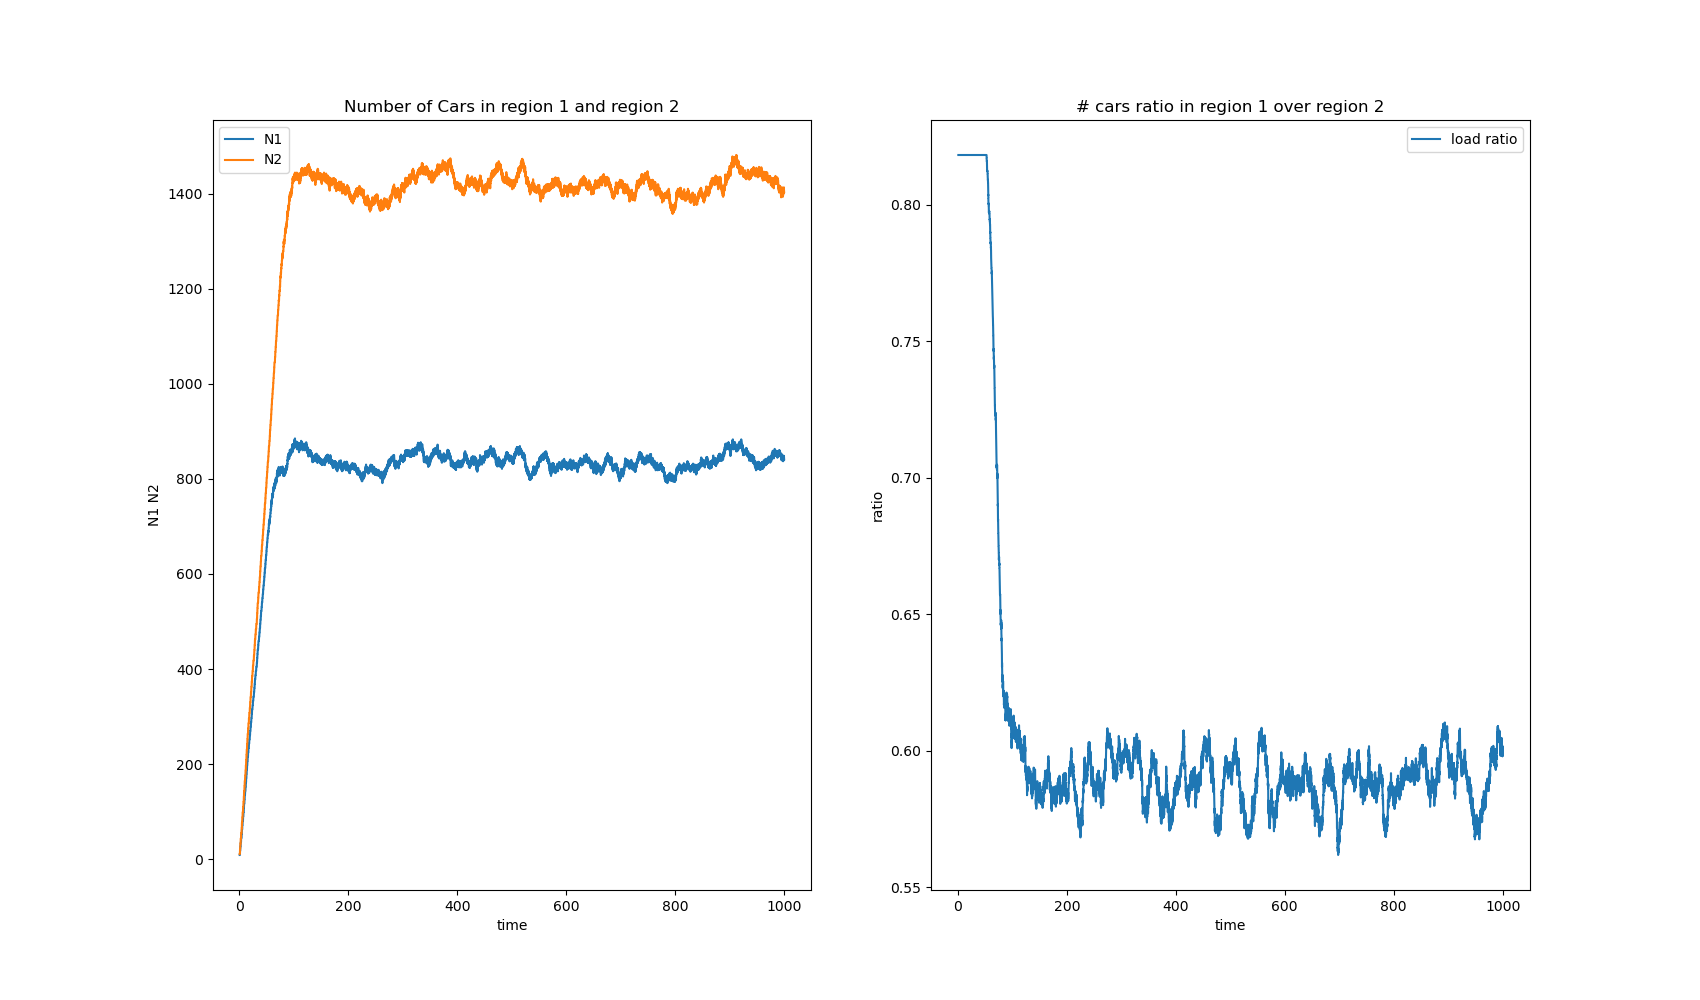 Number of Cars in region 1 and region 2
N1
N2
1400
1200
1000
800
600
400
200
0
N1 N2
0 200 400 600 800 1000
time
# cars ratio in region 1 over region 2
load ratio
0.80
0.75
0.70
0.65
0.60
0.55
ratio
0 200 400 600 800 1000
time